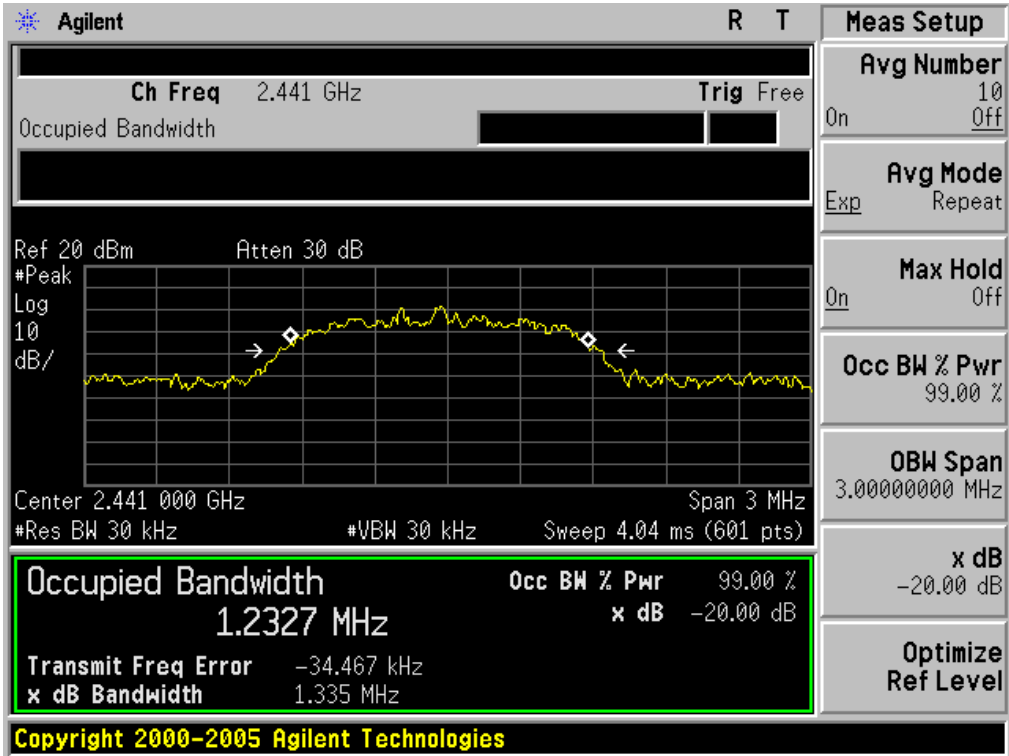 Agilent R T
Ch Freq 2.441 GHz Trig Free
Occupied Bandwidth
Ref 20 dBm Atten 30 dB
#Peak
Log
10
dB/
Center 2.441 000 GHz Span 3 MHz
#Res BW 30 kHz #VBW 30 kHz Sweep 4.04 ms (601 pts)
Occupied Bandwidth Occ BW % Pwr 99.00 %
1.2327 MHz x dB -20.00 dB
Transmit Freq Error -34.467 kHz
x dB Bandwidth 1.335 MHz
Copyright 2000-2005 Agilent Technologies
Meas Setup
Avg Number
10
On Off
Avg Mode
Exp Repeat
Max Hold
On Off
Occ BW % Pwr
99.00 %
OBW Span
3.00000000 MHz
x dB
-20.00 dB
Optimize
Ref Level